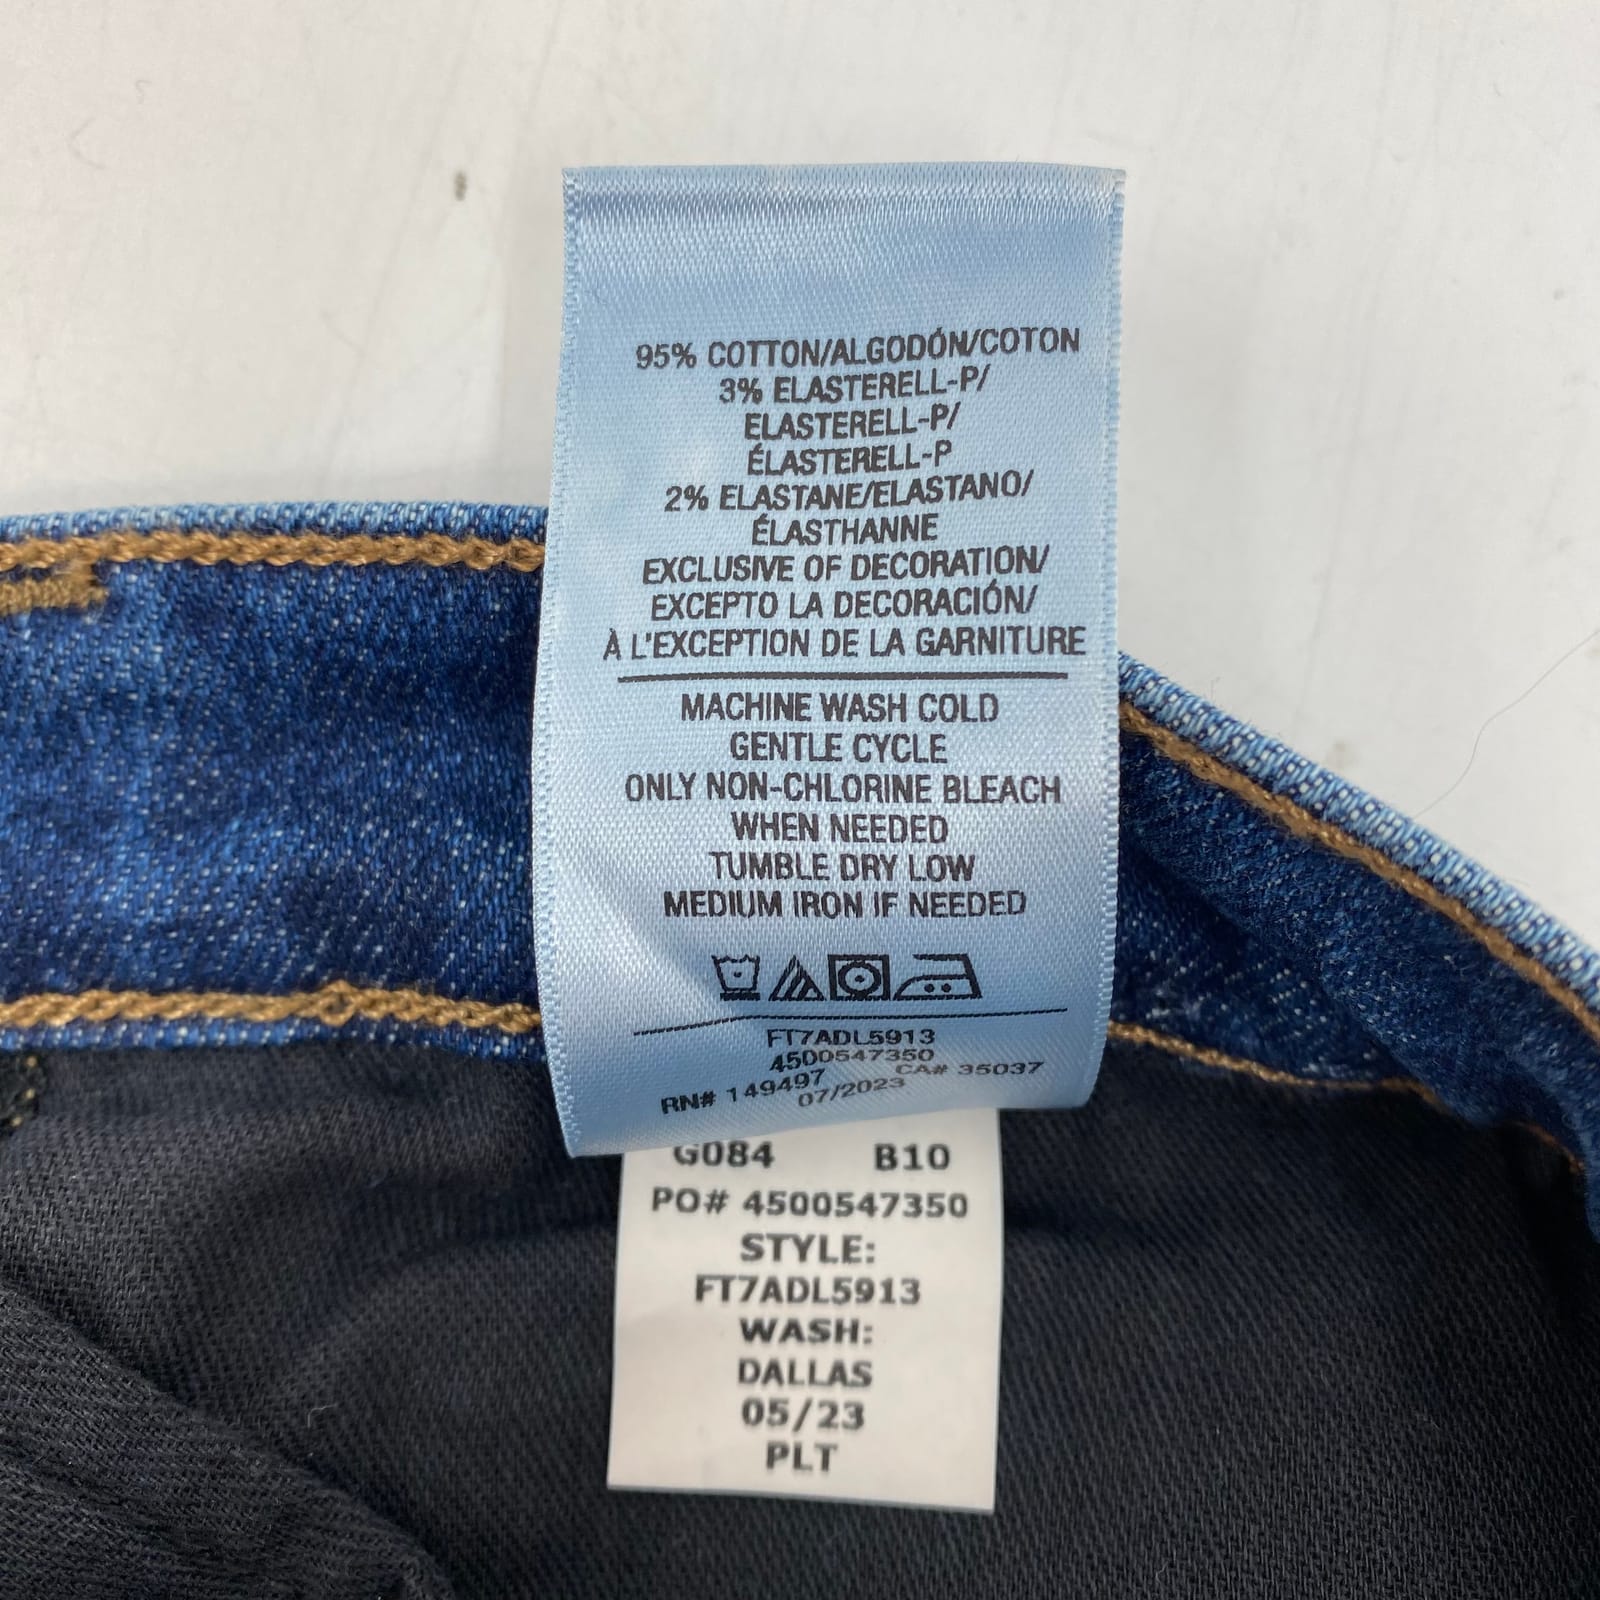 95% COTTON/ALGODÓN/COTON
3% ELASTERELL-P/
ELASTERELL-P/
ÉLASTERELL-P
2% ELASTANE/ELASTANO/
ÉLASTHANNE
EXCLUSIVE OF DECORATION/
EXCEPTO LA DECORACIÓN/
À L'EXCEPTION DE LA GARNITURE
MACHINE WASH COLD
GENTLE CYCLE
ONLY NON-CHLORINE BLEACH
WHEN NEEDED
TUMBLE DRY LOW
MEDIUM IRON IF NEEDED
FT7ADL5913
4500547350
RN# 149497 CA# 35037
07/2023
G084 B10
PO# 4500547350
STYLE:
FT7ADL5913
WASH:
DALLAS
05/23
PLT